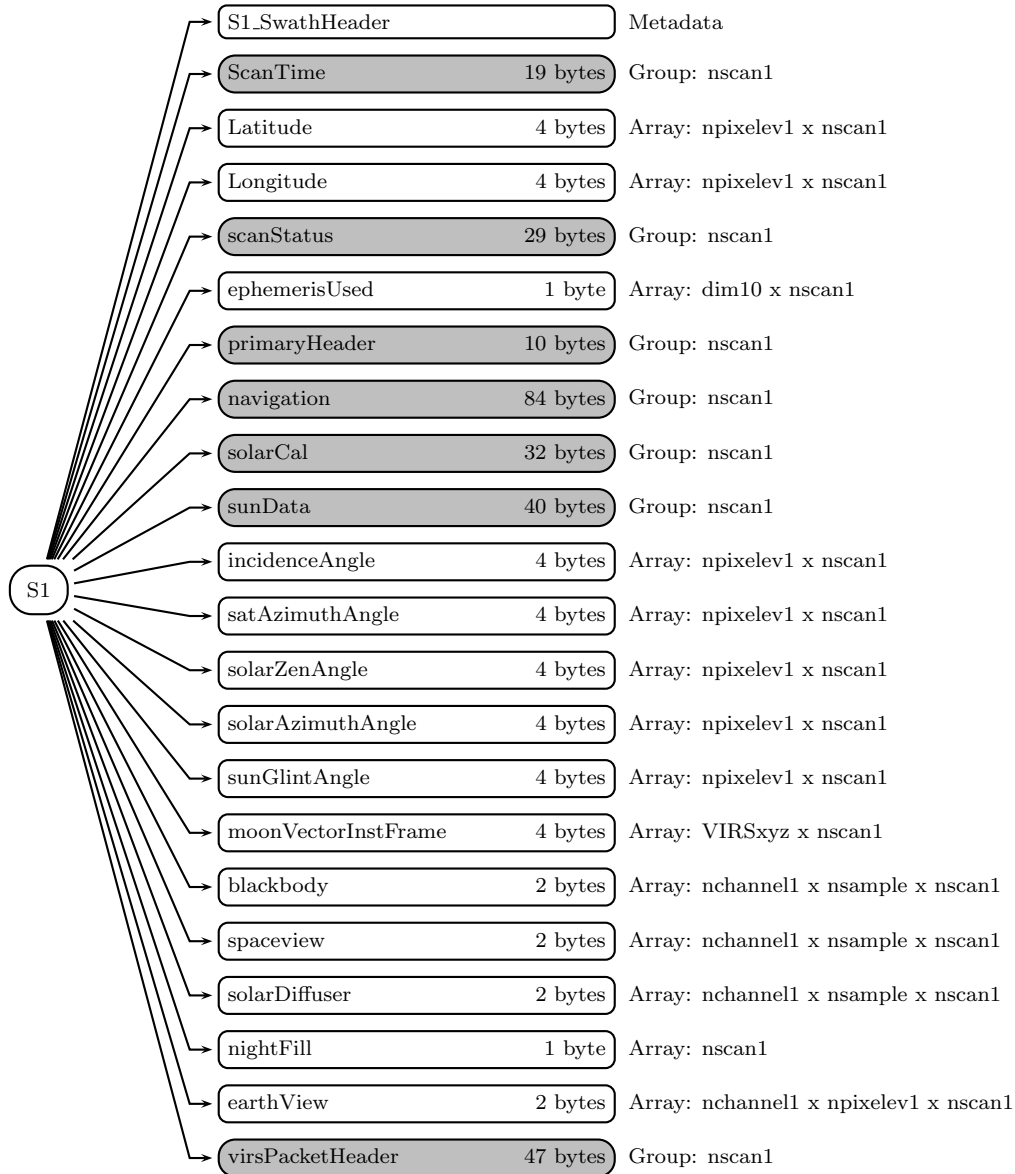 S1_SwathHeader Metadata
ScanTime 19 bytes Group: nscan1
Latitude 4 bytes Array: npixelev1 x nscan1
Longitude 4 bytes Array: npixelev1 x nscan1
scanStatus 29 bytes Group: nscan1
ephemerisUsed 1 byte Array: dim10 x nscan1
primaryHeader 10 bytes Group: nscan1
navigation 84 bytes Group: nscan1
solarCal 32 bytes Group: nscan1
sunData 40 bytes Group: nscan1
incidenceAngle 4 bytes Array: npixelev1 x nscan1
S1
satAzimuthAngle 4 bytes Array: npixelev1 x nscan1
solarZenAngle 4 bytes Array: npixelev1 x nscan1
solarAzimuthAngle 4 bytes Array: npixelev1 x nscan1
sunGlintAngle 4 bytes Array: npixelev1 x nscan1
moonVectorInstFrame 4 bytes Array: VIRSxyz x nscan1
blackbody 2 bytes Array: nchannel1 x nsample x nscan1
spaceview 2 bytes Array: nchannel1 x nsample x nscan1
solarDiffuser 2 bytes Array: nchannel1 x nsample x nscan1
nightFill 1 byte Array: nscan1
earthView 2 bytes Array: nchannel1 x npixelev1 x nscan1
virsPacketHeader 47 bytes Group: nscan1